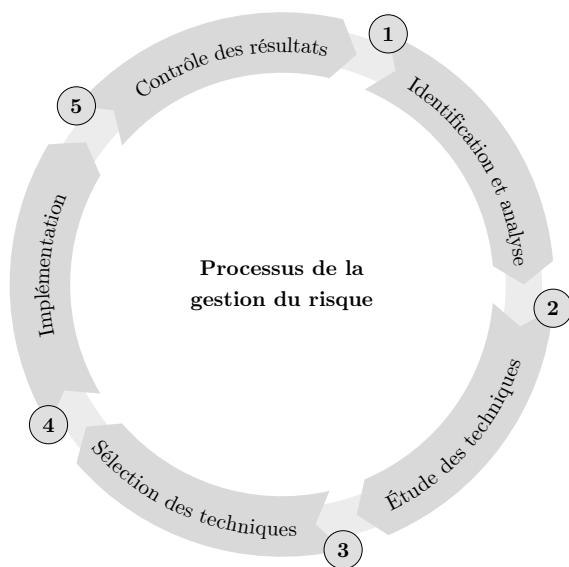 1
Identification et analyse
2
Étude des techniques
3
Sélection des techniques
4
Implémentation
5
Contrôle des résultats
Processus de la
gestion du risque